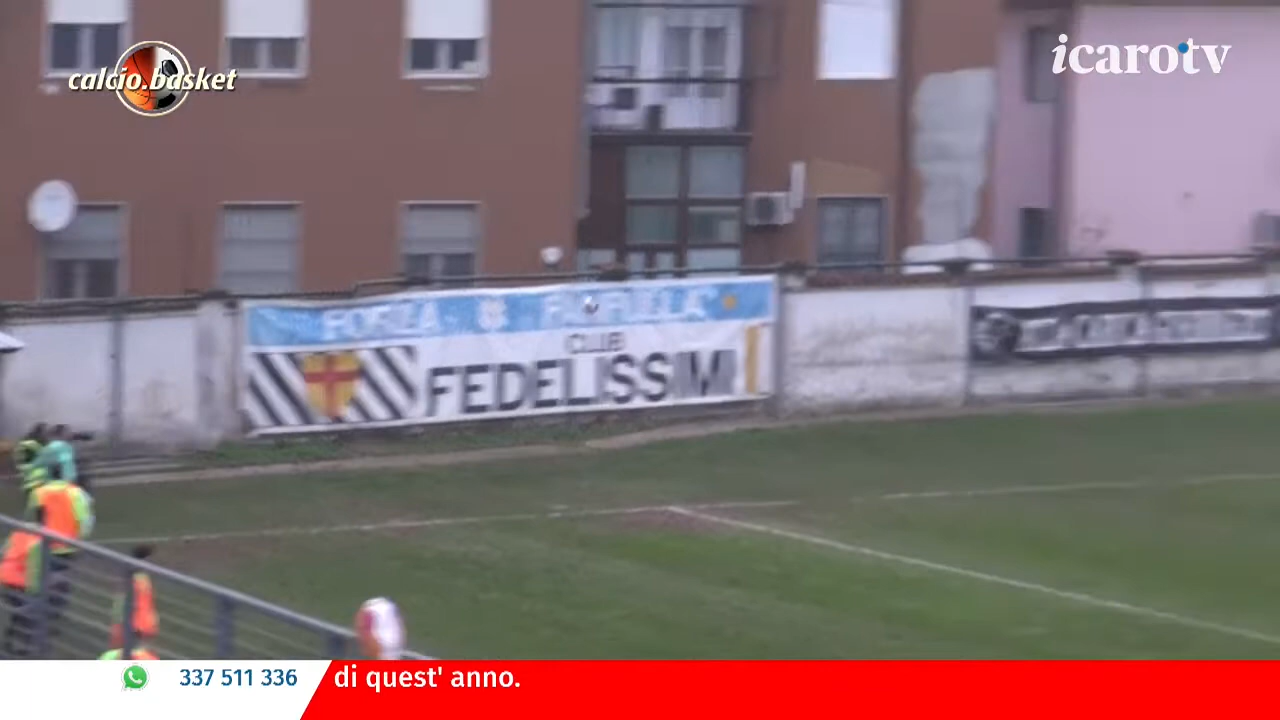 calcio.basket
icaroTV
FORZA FANFULLA
CLUB
FEDELISSIMI
337 511 336
di quest' anno.